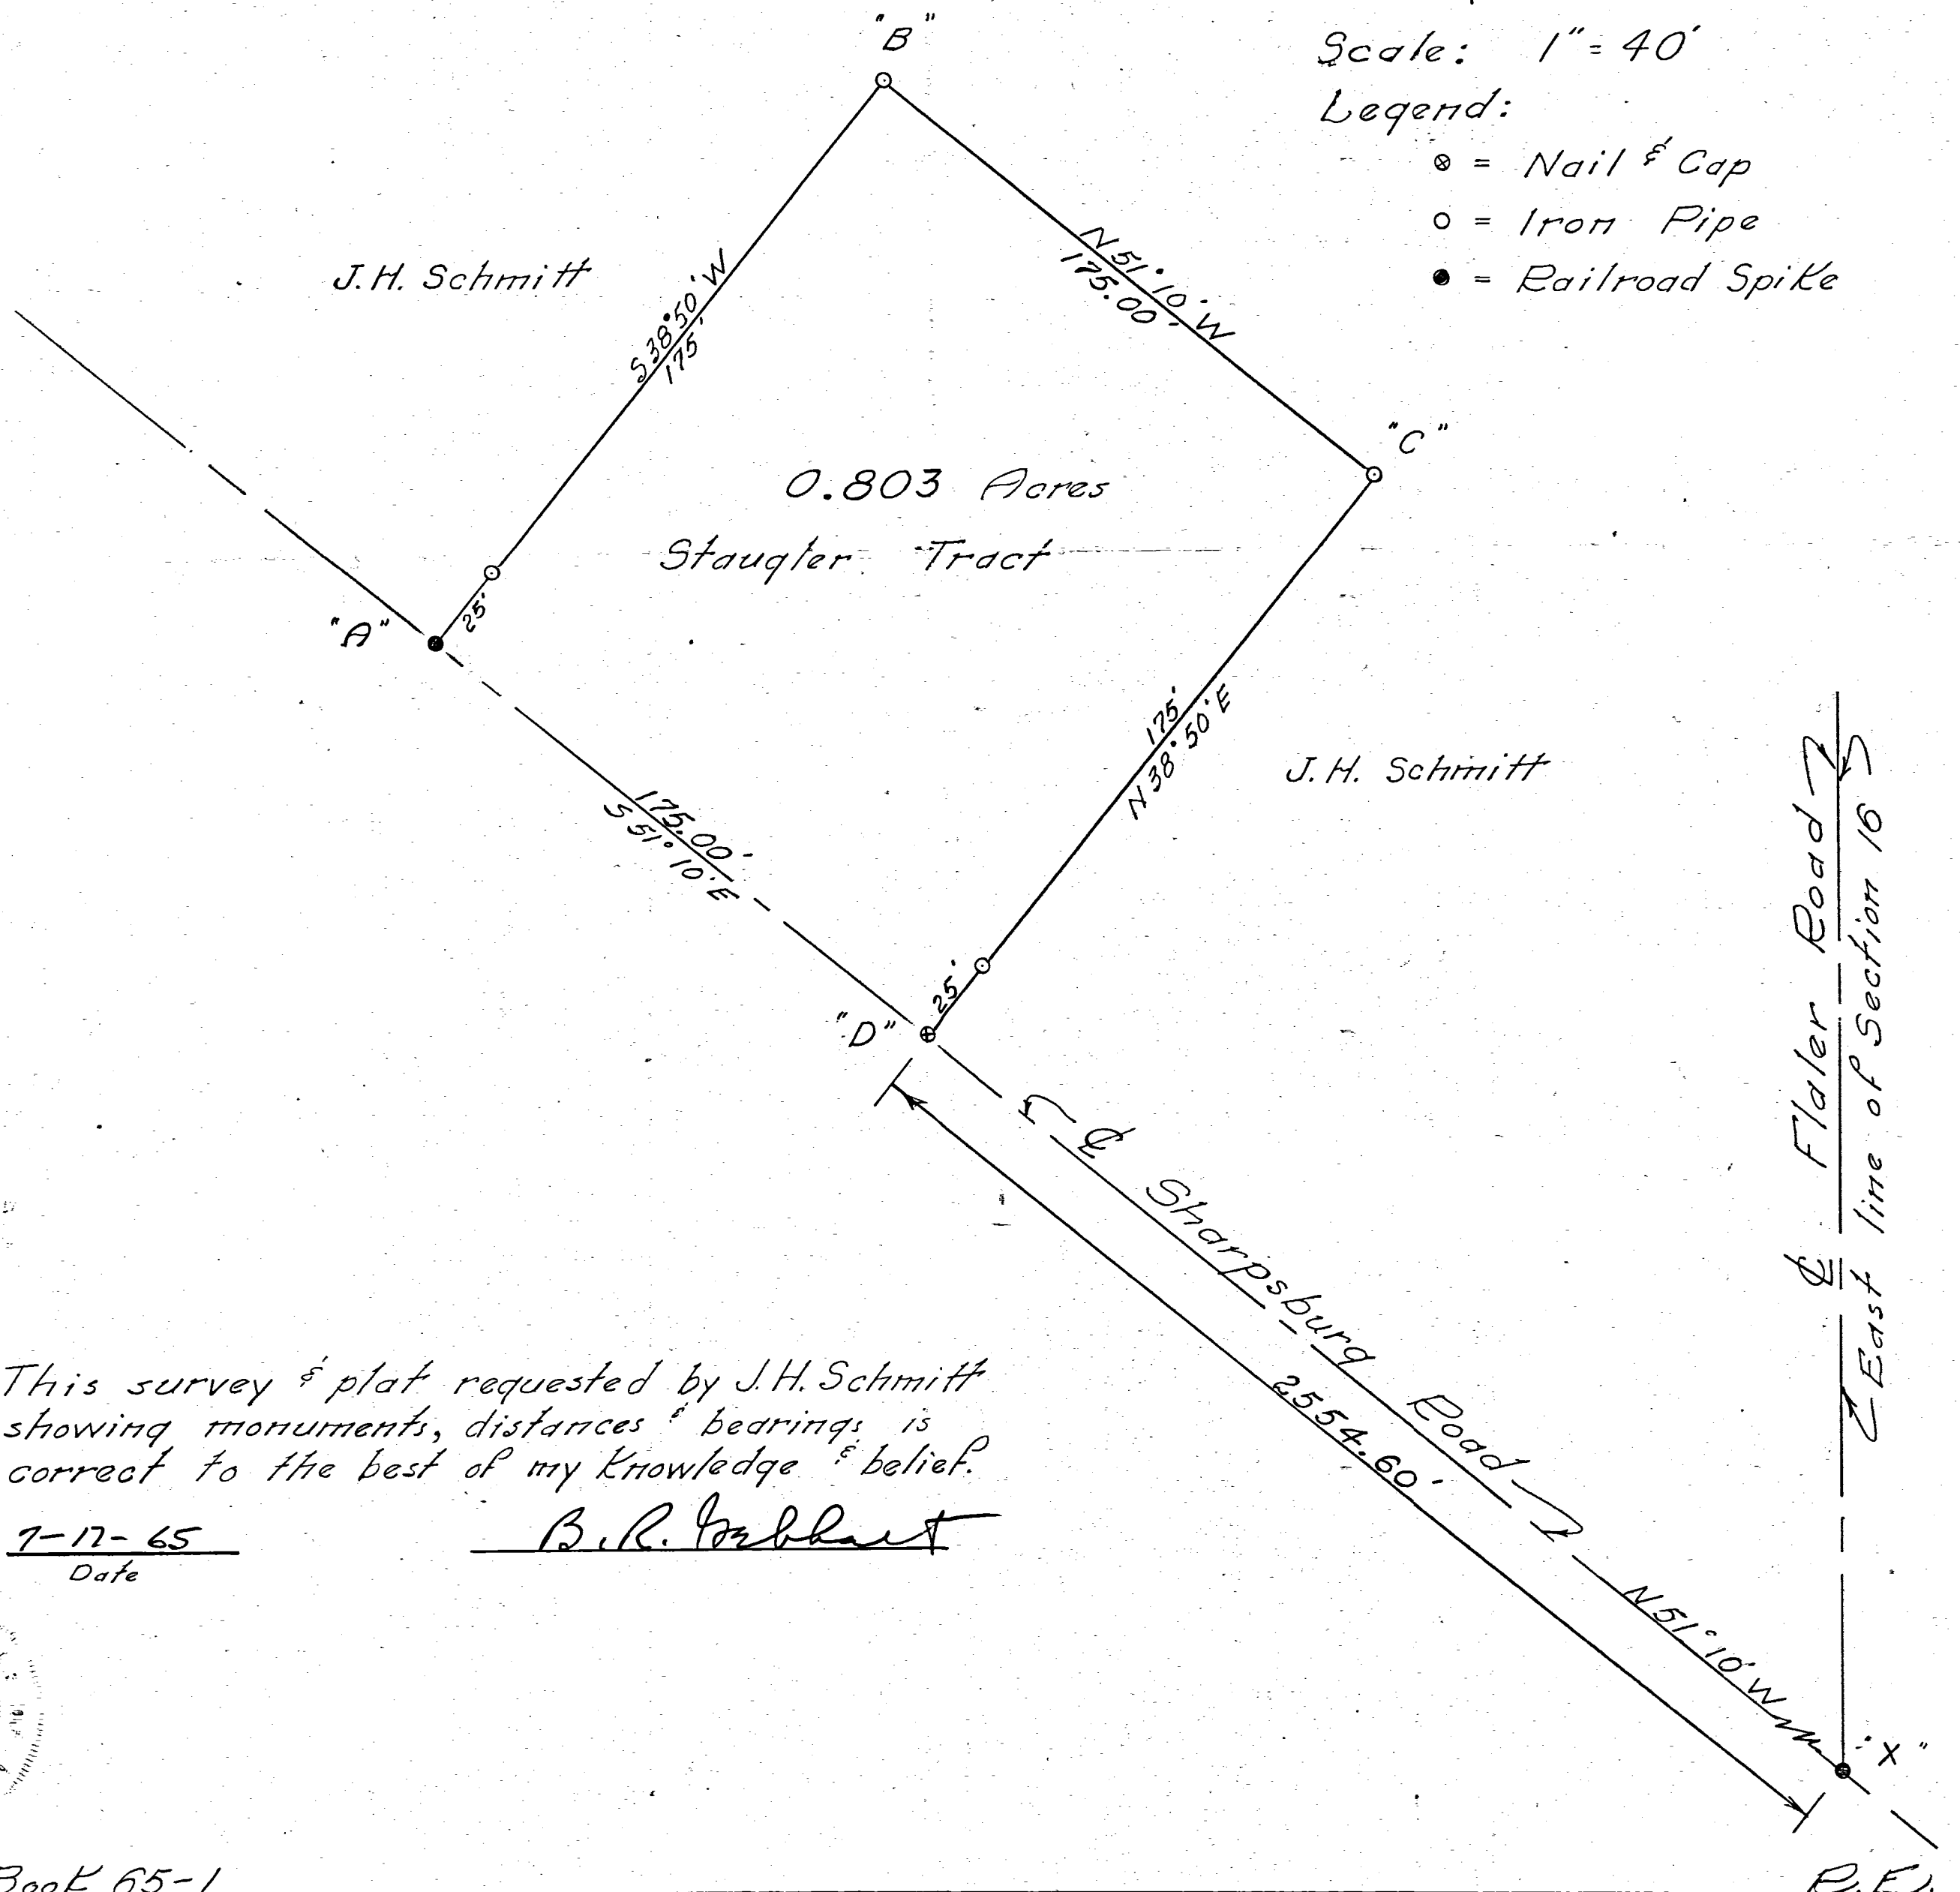 "B"
Scale: 1" = 40'
Legend:
⊗ = Nail & Cap
○ = Iron Pipe
● = Railroad Spike
J.H. Schmitt
S 38°50' W
175'
N 51°10' W
175.00'
"C"
0.803 Acres
Staugler Tract
"A"
25'
175'
N 38°50' E
J.H. Schmitt
175.00'
S 51°10' E
"D"
25'
℄ Sharpsburg Road
2554.60'
N 51°10' W
℄ Flaler Road
East line of Section 16
"X"
This survey & plat requested by J.H. Schmitt
showing monuments, distances & bearings is
correct to the best of my knowledge & belief.
7-17-65
Date
B.R. Gebhart
Book 65-1